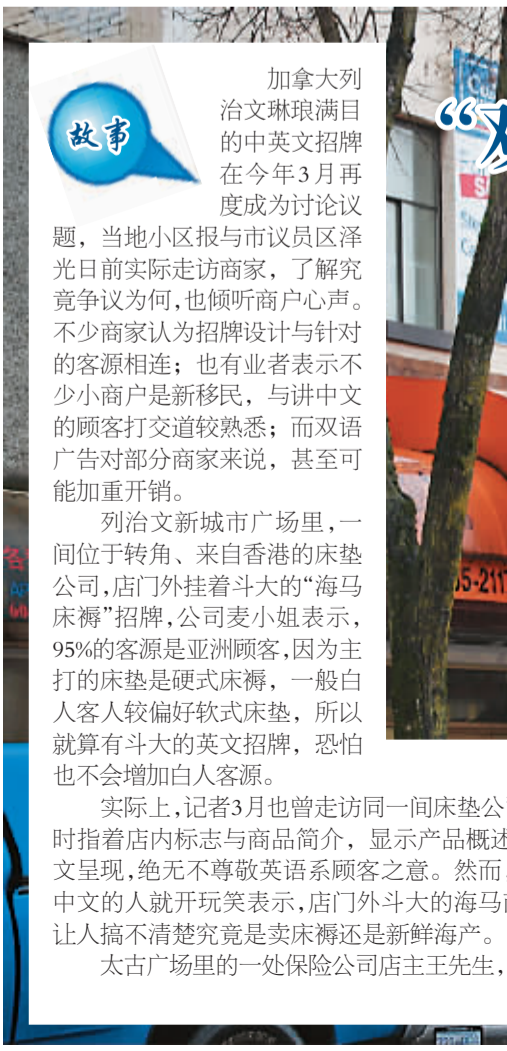 故事
加拿大列
治文琳琅满目
的中英文招牌
在今年3月再
度成为讨论议
题，当地小区报与市议员区泽
光日前实际走访商家，了解究
竟争议为何，也倾听商户心声。
不少商家认为招牌设计与针对
的客源相连；也有业者表示不
少小商户是新移民，与讲中文
的顾客打交道较熟悉；而双语
广告对部分商家来说，甚至可
能加重开销。
列治文新城市广场里，一
间位于转角、来自香港的床垫
公司，店门外挂着斗大的“海马
床褥”招牌，公司麦小姐表示，
95%的客源是亚洲顾客，因为主
打的床垫是硬式床褥，一般白
人客人较偏好软式床垫，所以
就算有斗大的英文招牌，恐怕
也不会增加白人客源。
实际上，记者3月也曾走访同一间床垫公
时指着店内标志与商品简介，显示产品概述
文呈现，绝无不尊敬英语系顾客之意。然而
中文的人就开玩笑表示，店门外斗大的海马
让人搞不清楚究竟是卖床褥还是新鲜海产。
太古广场里的一处保险公司店主王先生，
5-2117